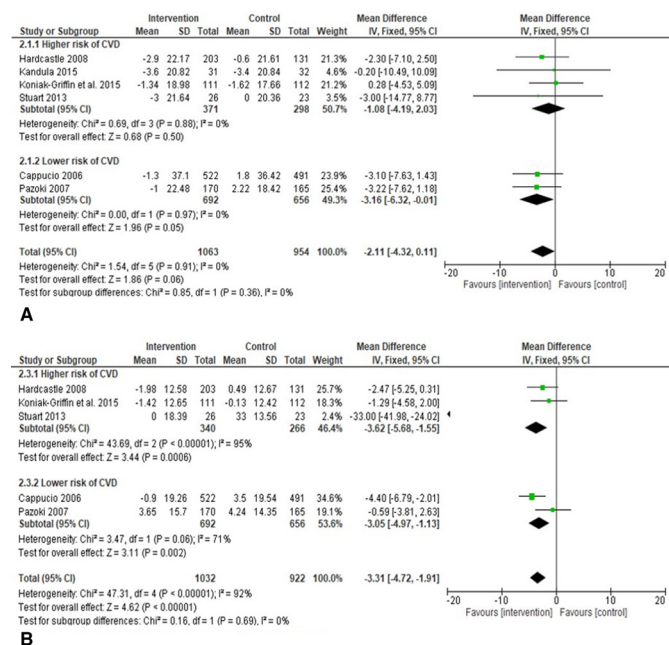 Intervention Control Mean Difference Mean Difference
Study or Subgroup Mean SD Total Mean SD Total Weight IV, Fixed, 95% CI IV, Fixed, 95% CI
2.1.1 Higher risk of CVD
Hardcastle 2008 -2.9 22.17 203 -0.6 21.61 131 21.3% -2.30 [-7.10, 2.50]
Kandula 2015 -3.6 20.82 31 -3.4 20.84 32 4.6% -0.20 [-10.49, 10.09]
Koniak-Griffin et al. 2015 -1.34 18.98 111 -1.62 17.66 112 21.2% 0.28 [-4.53, 5.09]
Stuart 2013 -3 21.64 26 0 20.36 23 3.5% -3.00 [-14.77, 8.77]
Subtotal (95% CI) 371 298 50.7% -1.08 [-4.19, 2.03]
Heterogeneity: Chi² = 0.69, df = 3 (P = 0.88); I² = 0%
Test for overall effect: Z = 0.68 (P = 0.50)
2.1.2 Lower risk of CVD
Cappucio 2006 -1.3 37.1 522 1.8 36.42 491 23.9% -3.10 [-7.63, 1.43]
Pazoki 2007 -1 22.48 170 2.22 18.42 165 25.4% -3.22 [-7.62, 1.18]
Subtotal (95% CI) 692 656 49.3% -3.16 [-6.32, -0.01]
Heterogeneity: Chi² = 0.00, df = 1 (P = 0.97); I² = 0%
Test for overall effect: Z = 1.96 (P = 0.05)
Total (95% CI) 1063 954 100.0% -2.11 [-4.32, 0.11]
Heterogeneity: Chi² = 1.54, df = 5 (P = 0.91); I² = 0%
Test for overall effect: Z = 1.86 (P = 0.06)
Test for subgroup differences: Chi² = 0.85, df = 1 (P = 0.36), I² = 0%
-20 -10 0 10 20
Favours [intervention] Favours [control]
A
Intervention Control Mean Difference Mean Difference
Study or Subgroup Mean SD Total Mean SD Total Weight IV, Fixed, 95% CI IV, Fixed, 95% CI
2.3.1 Higher risk of CVD
Hardcastle 2008 -1.98 12.58 203 0.49 12.67 131 25.7% -2.47 [-5.25, 0.31]
Koniak-Griffin et al. 2015 -1.42 12.65 111 -0.13 12.42 112 18.3% -1.29 [-4.58, 2.00]
Stuart 2013 0 18.39 26 33 13.56 23 2.4% -33.00 [-41.98, -24.02]
Subtotal (95% CI) 340 266 46.4% -3.62 [-5.68, -1.55]
Heterogeneity: Chi² = 43.69, df = 2 (P < 0.00001); I² = 95%
Test for overall effect: Z = 3.44 (P = 0.0006)
2.3.2 Lower risk of CVD
Cappucio 2006 -0.9 19.26 522 3.5 19.54 491 34.6% -4.40 [-6.79, -2.01]
Pazoki 2007 3.65 15.7 170 4.24 14.35 165 19.1% -0.59 [-3.81, 2.63]
Subtotal (95% CI) 692 656 53.6% -3.05 [-4.97, -1.13]
Heterogeneity: Chi² = 3.47, df = 1 (P = 0.06); I² = 71%
Test for overall effect: Z = 3.11 (P = 0.002)
Total (95% CI) 1032 922 100.0% -3.31 [-4.72, -1.91]
Heterogeneity: Chi² = 47.31, df = 4 (P < 0.00001); I² = 92%
Test for overall effect: Z = 4.62 (P < 0.00001)
Test for subgroup differences: Chi² = 0.16, df = 1 (P = 0.69), I² = 0%
-20 -10 0 10 20
Favours [intervention] Favours [control]
B